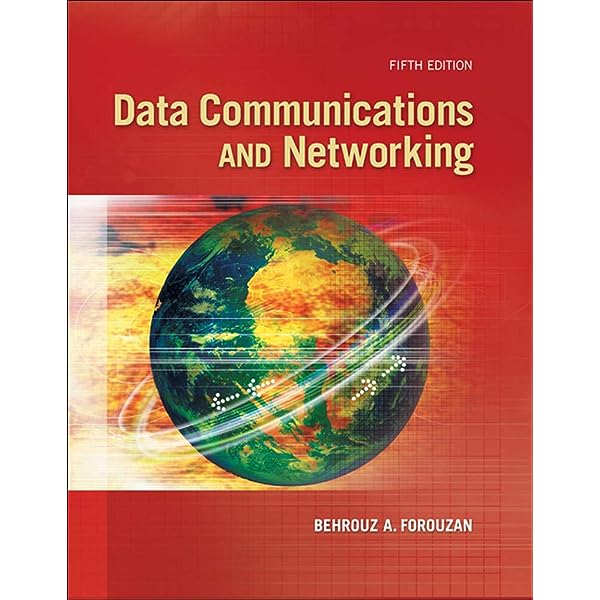 FIFTH EDITION
Data Communications
AND Networking
BEHROUZ A. FOROUZAN